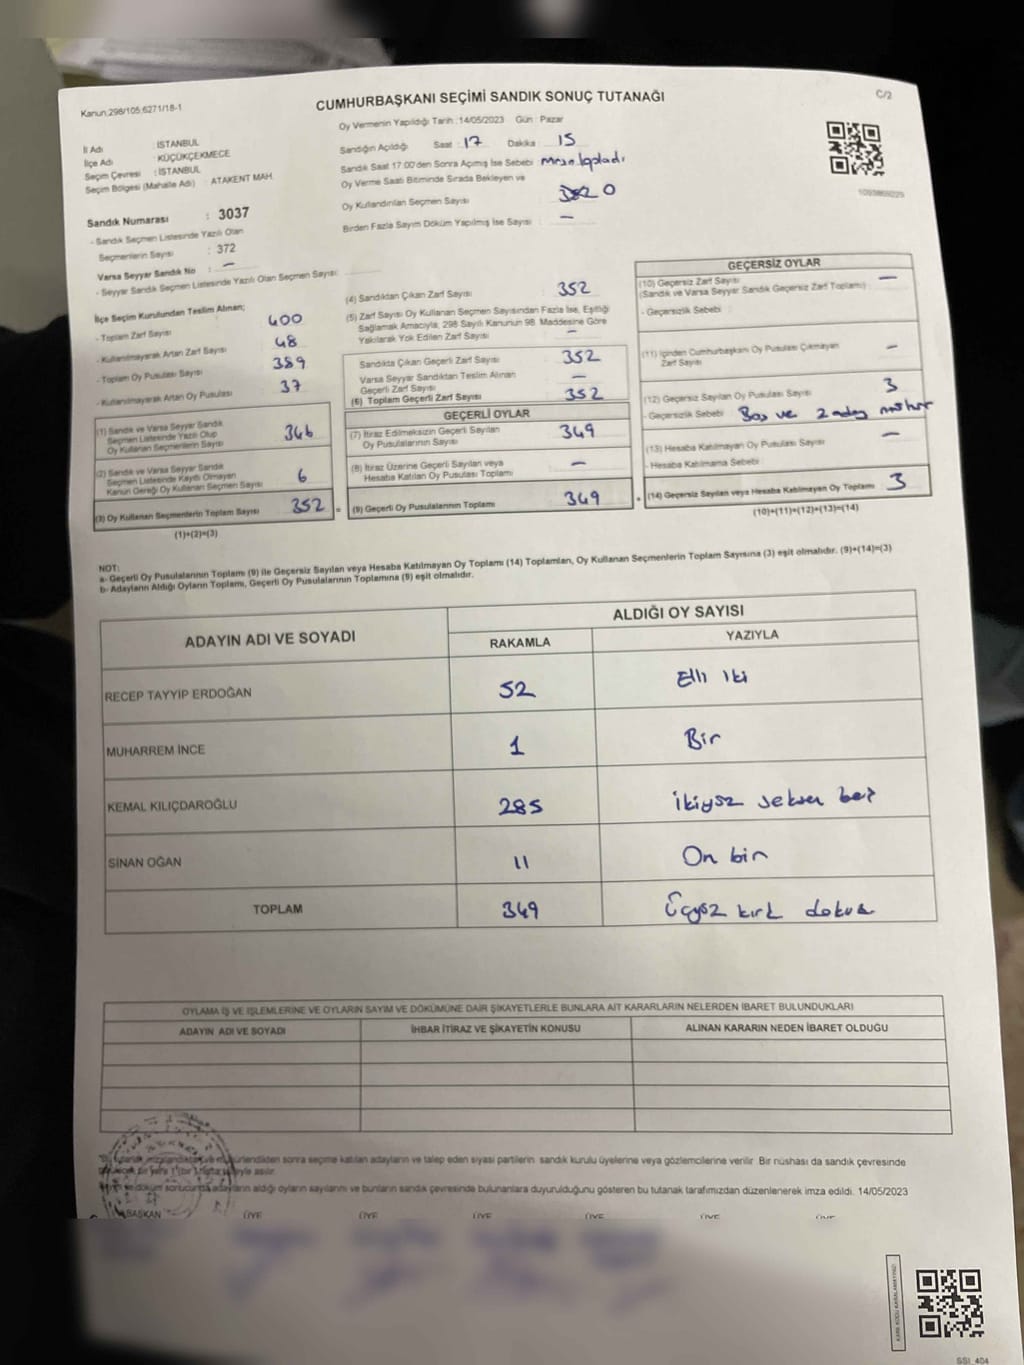 Kanun:298/105,6271/18-1
CUMHURBAŞKANI SEÇİMİ SANDIK SONUÇ TUTANAĞI
C/2
Oy Vermenin Yapıldığı Tarih :14/05/2023 Gün : Pazar
İl Adı : İSTANBUL
İlçe Adı : KÜÇÜKÇEKMECE
Seçim Çevresi : İSTANBUL
Seçim Bölgesi (Mahalle Adı) : ATAKENT MAH.
Sandık Numarası : 3037
- Sandık Seçmen Listesinde Yazılı Olan
Seçmenlerin Sayısı : 372
Varsa Seyyar Sandık No : –
- Seyyar Sandık Seçmen Listesinde Yazılı Olan Seçmen Sayısı:
Sandığın Açıldığı Saat : 17 Dakika : 15
Sandık Saat 17.00'den Sonra Açımış İse Sebebi :
Oy Verme Saati Bitiminde Sırada Bekleyen ve
Oy Kullandırılan Seçmen Sayısı 0
Birden Fazla Sayım Döküm Yapılmış İse Sayısı : –
İlçe Seçim Kurulundan Teslim Alınan;
- Toplam Zarf Sayısı 400
- Kullanılmayarak Artan Zarf Sayısı 48
- Toplam Oy Pusulası Sayısı 389
- Kullanılmayarak Artan Oy Pusulası 37
(1) Sandık ve Varsa Seyyar Sandık
Seçmen Listesinde Yazılı Olup
Oy Kullanan Seçmenlerin Sayısı 346
(2) Sandık ve Varsa Seyyar Sandık
Seçmen Listesinde Kayıtlı Olmayan
Kanun Gereği Oy Kullanan Seçmen Sayısı 6
(3) Oy Kullanan Seçmenlerin Toplam Sayısı 352 =
(1)+(2)=(3)
(4) Sandıktan Çıkan Zarf Sayısı 352
(5) Zarf Sayısı Oy Kullanan Seçmen Sayısından Fazla İse, Eşitliği
Sağlamak Amacıyla, 298 Sayılı Kanunun 98. Maddesine Göre
Yakılarak Yok Edilen Zarf Sayısı –
Sandıkta Çıkan Geçerli Zarf Sayısı 352
Varsa Seyyar Sandıktan Teslim Alınan
Geçerli Zarf Sayısı –
(6) Toplam Geçerli Zarf Sayısı 352
GEÇERLİ OYLAR
(7) İtiraz Edilmeksizin Geçerli Sayılan
Oy Pusulalarının Sayısı 349
(8) İtiraz Üzerine Geçerli Sayılan veya
Hesaba Katılan Oy Pusulası Toplamı –
(9) Geçerli Oy Pusulalarının Toplamı 349 +
GEÇERSİZ OYLAR
(10) Geçersiz Zarf Sayısı –
(Sandık ve Varsa Seyyar Sandık Geçersiz Zarf Toplamı) :
- Geçersizlik Sebebi :
(11) İçinden Cumhurbaşkanı Oy Pusulası Çıkmayan
Zarf Sayısı –
(12) Geçersiz Sayılan Oy Pusulası Sayısı 3
- Geçersizlik Sebebi : Boş ve 2 aday mühür
(13) Hesaba Katılmayan Oy Pusulası Sayısı –
- Hesaba Katılmama Sebebi :
(14) Geçersiz Sayılan veya Hesaba Katılmayan Oy Toplamı 3
(10)+(11)+(12)+(13)=(14)
NOT:
a- Geçerli Oy Pusulalarının Toplamı (9) ile Geçersiz Sayılan veya Hesaba Katılmayan Oy Toplamı (14) Toplamları, Oy Kullanan Seçmenlerin Toplam Sayısına (3) eşit olmalıdır. (9)+(14)=(3)
b- Adayların Aldığı Oyların Toplamı, Geçerli Oy Pusulalarının Toplamına (9) eşit olmalıdır.
ADAYIN ADI VE SOYADI ALDIĞI OY SAYISI
RAKAMLA YAZIYLA
RECEP TAYYİP ERDOĞAN 52 Elli iki
MUHARREM İNCE 1 Bir
KEMAL KILIÇDAROĞLU 285 İkiyüz seksen beş
SİNAN OĞAN 11 On bir
TOPLAM 349 Üçyüz kırk dokuz
OYLAMA İŞ VE İŞLEMLERİNE VE OYLARIN SAYIM VE DÖKÜMÜNE DAİR ŞİKAYETLERLE BUNLARA AİT KARARLARIN NELERDEN İBARET BULUNDUKLARI
ADAYIN ADI VE SOYADI İHBAR İTİRAZ VE ŞİKAYETİN KONUSU ALINAN KARARIN NEDEN İBARET OLDUĞU
sonra seçime katılan adayların ve talep eden siyasi partilerin sandık kurulu üyelerine veya gözlemcilerine verilir. Bir nüshası da sandık çevresinde
asılır.
adayların aldığı oyların sayılarını ve bunların sandık çevresinde bulunanlara duyurulduğunu gösteren bu tutanak tarafımızdan düzenlenerek imza edildi. 14/05/2023
BAŞKAN ÜYE ÜYE ÜYE ÜYE ÜYE ÜYE
SSI_404